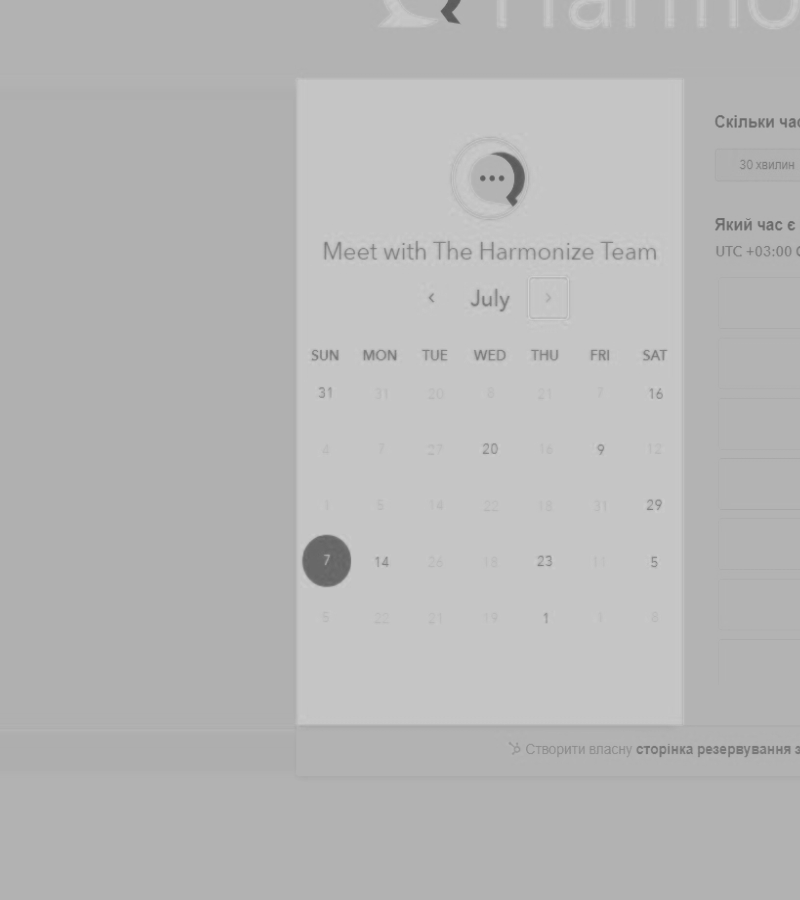 Harmo
Meet with The Harmonize Team
July
SUN MON TUE WED THU FRI SAT
31 31 20 6 21 7 16
4 7 27 20 16 9 12
1 5 14 22 18 31 29
7 14 26 18 23 11 5
5 22 21 19 1 1 8
Скільки час
30 хвилин
Який час є
UTC +03:00
Створити власну сторінка резервування з